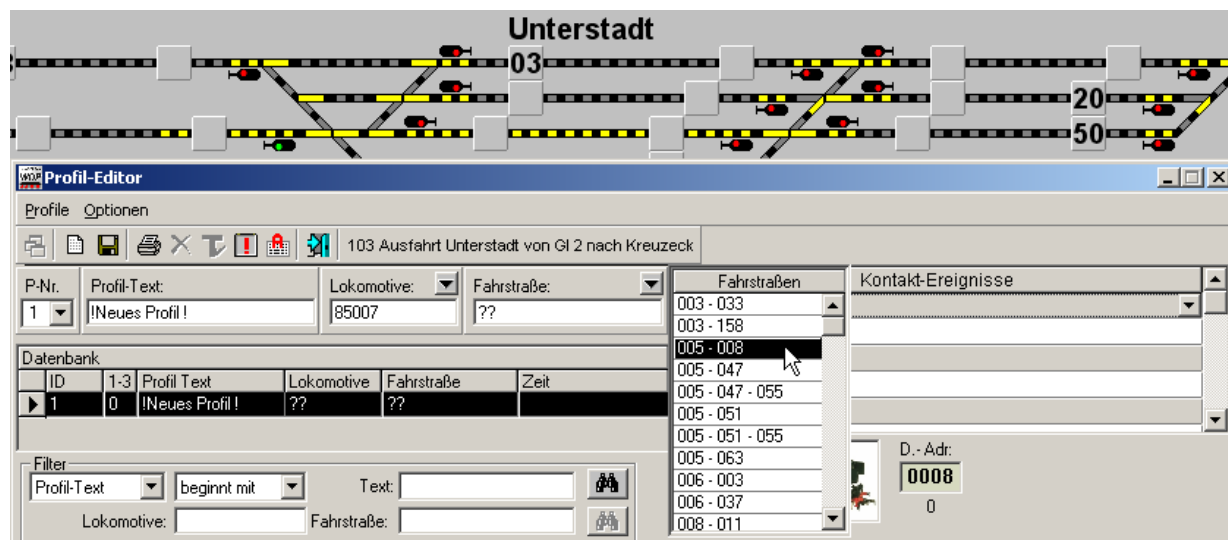 Unterstadt
03
20
50
Profil-Editor
Profile Optionen
103 Ausfahrt Unterstadt von Gl 2 nach Kreuzeck
P-Nr. Profil-Text: Lokomotive: Fahrstraße:
1 !Neues Profil ! 85007 ??
Fahrstraßen
003 - 033
003 - 158
005 - 008
005 - 047
005 - 047 - 055
005 - 051
005 - 051 - 055
005 - 063
006 - 003
006 - 037
008 - 011
Kontakt-Ereignisse
Datenbank
ID 1-3 Profil Text Lokomotive Fahrstraße Zeit
1 0 !Neues Profil ! ?? ??
Filter
Profil-Text beginnt mit Text:
Lokomotive: Fahrstraße:
D.- Adr:
0008
0